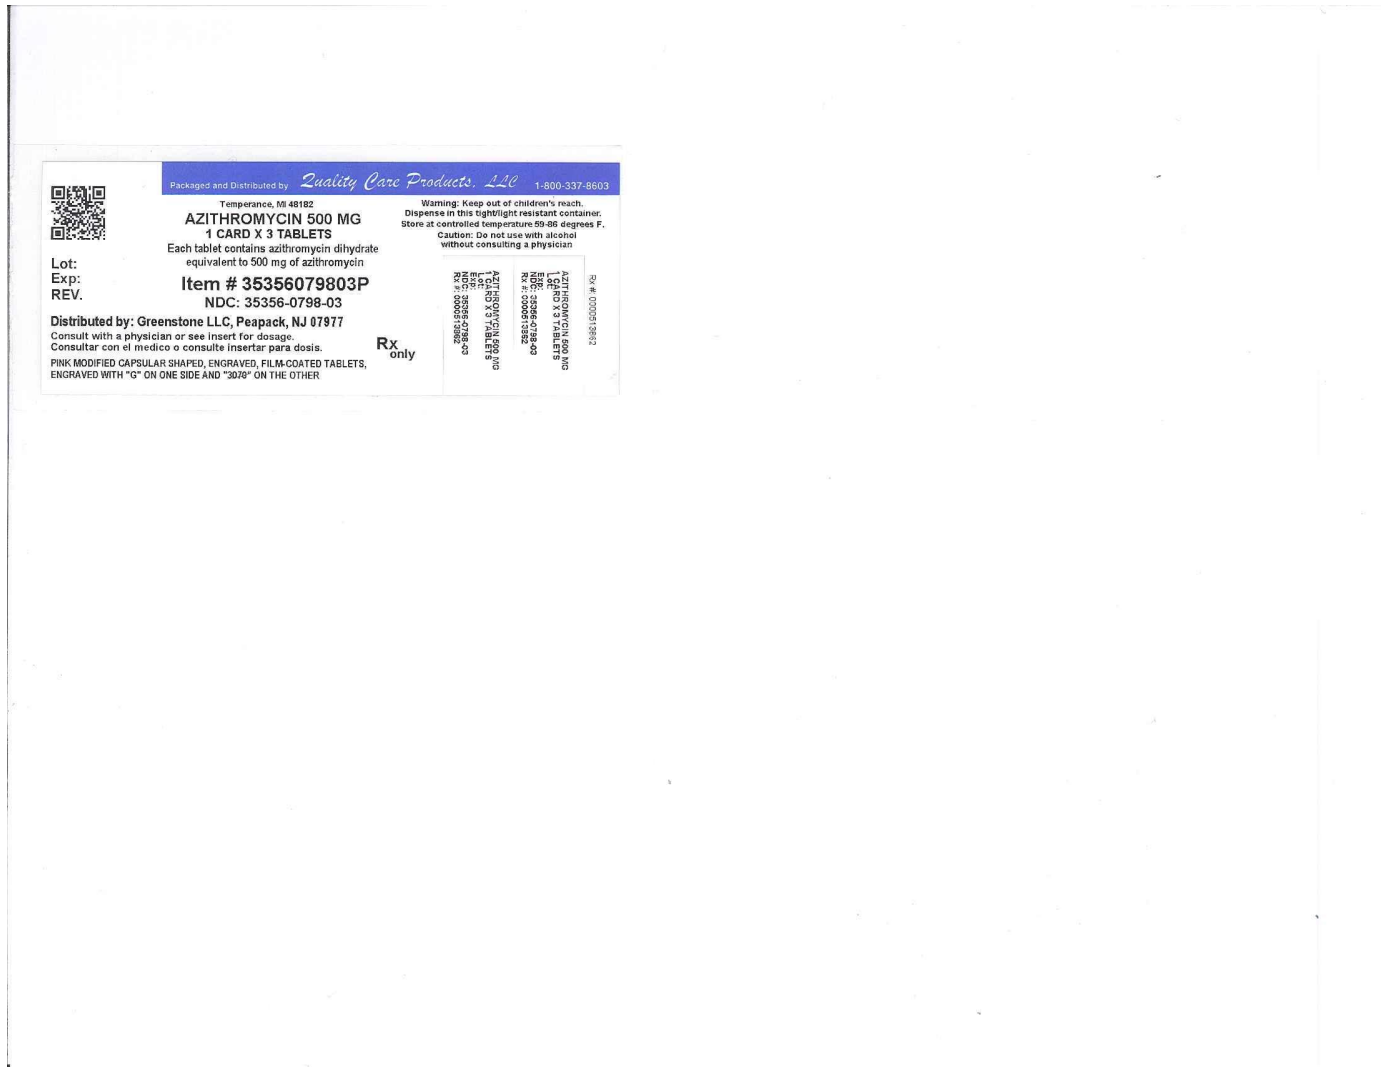 Packaged and Distributed by Quality Care Products, LLC 1-800-337-8603
Temperance, MI 48182
AZITHROMYCIN 500 MG
1 CARD X 3 TABLETS
Each tablet contains azithromycin dihydrate
equivalent to 500 mg of azithromycin
Item # 35356079803P
NDC: 35356-0798-03
Warning: Keep out of children's reach.
Dispense in this tight/light resistant container.
Store at controlled temperature 59-86 degrees F.
Caution: Do not use with alcohol
without consulting a physician
Lot:
Exp:
REV.
Distributed by: Greenstone LLC, Peapack, NJ 07977
Consult with a physician or see insert for dosage.
Consultar con el medico o consulte insertar para dosis.
Rx
only
PINK MODIFIED CAPSULAR SHAPED, ENGRAVED, FILM-COATED TABLETS,
ENGRAVED WITH "G" ON ONE SIDE AND "3070" ON THE OTHER
AZITHROMYCIN 500 MG
1 CARD X 3 TABLETS
Lot:
Exp:
NDC: 35356-0798-03
Rx #: 0000513862
AZITHROMYCIN 500 MG
1 CARD X 3 TABLETS
Lot:
Exp:
NDC: 35356-0798-03
Rx #: 0000513862
Rx #: 0000513862